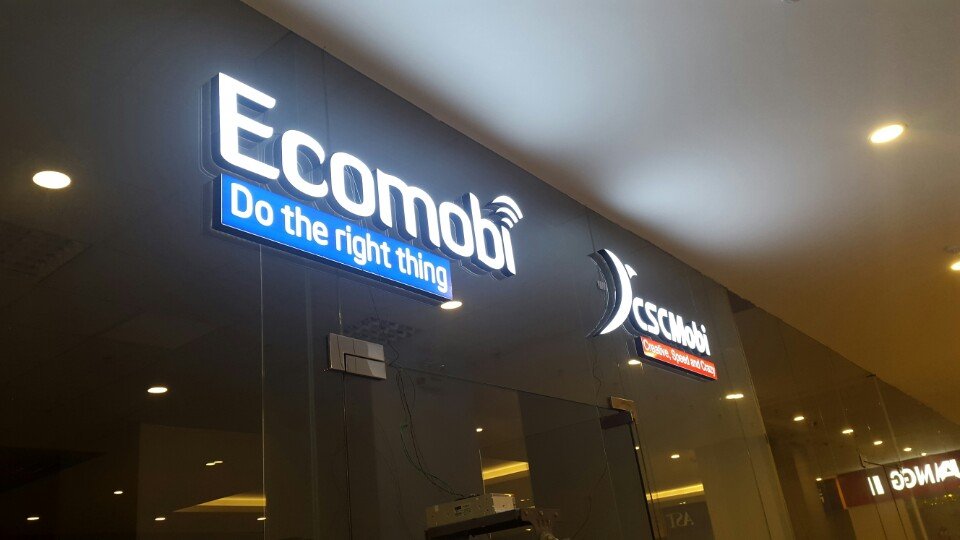 Ecomobi
Do the right thing
CSCMobi
Creative, Speed and Crazy